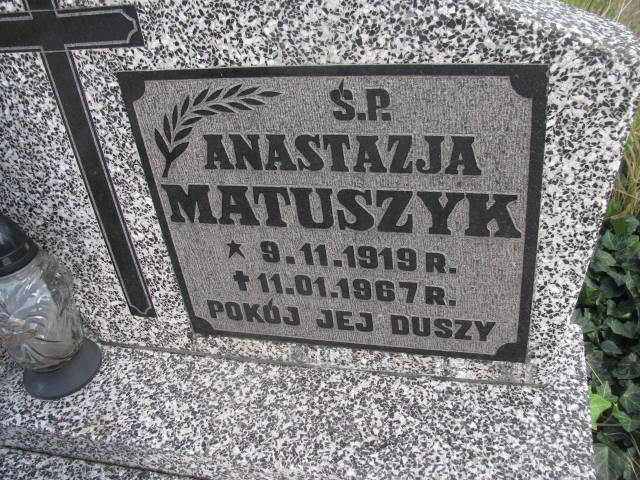 Ś.P.
ANASTAZJA
MATUSZYK
* 9.11.1919 R.
✝ 11.01.1967 R.
POKÓJ JEJ DUSZY